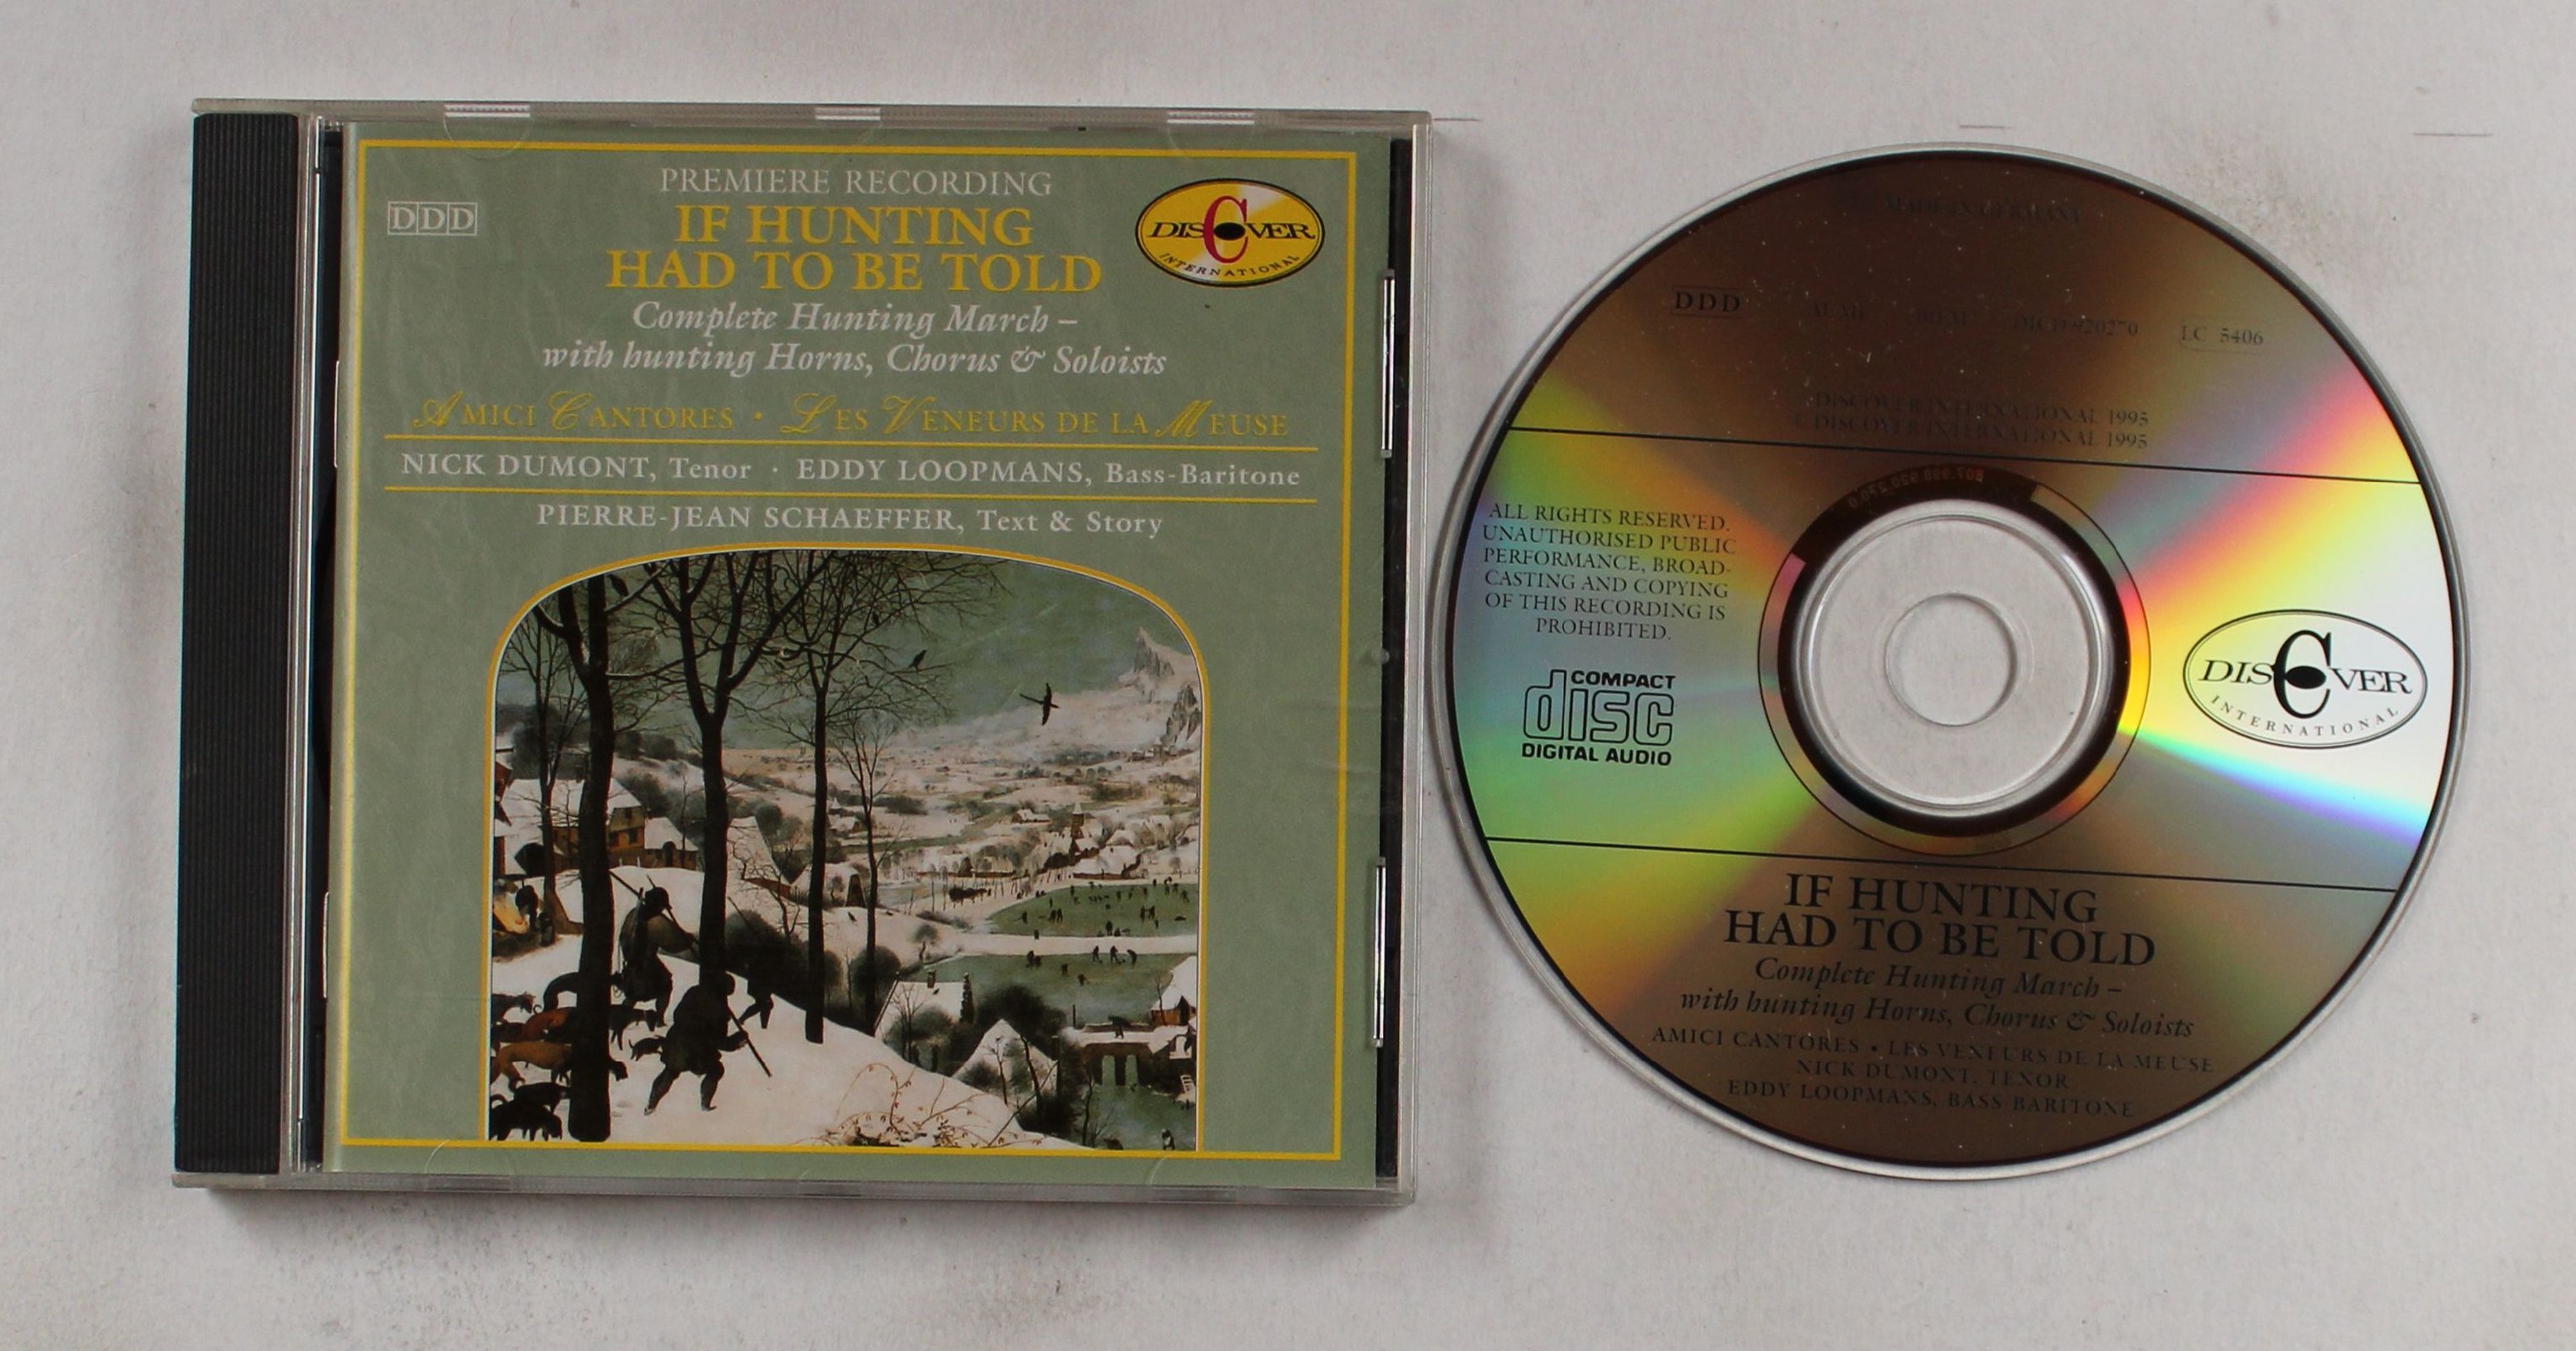 PREMIERE RECORDING
DDD
IF HUNTING
HAD TO BE TOLD
DISCOVER
INTERNATIONAL
Complete Hunting March –
with hunting Horns, Chorus & Soloists
AMICI CANTORES · LES VENEURS DE LA MEUSE
NICK DUMONT, Tenor · EDDY LOOPMANS, Bass-Baritone
PIERRE-JEAN SCHAEFFER, Text & Story
MADE IN GERMANY
DDD
DICD 920270
LC 5406
DISCOVER INTERNATIONAL 1995
DISCOVER INTERNATIONAL 1995
ALL RIGHTS RESERVED.
UNAUTHORISED PUBLIC
PERFORMANCE, BROAD-
CASTING AND COPYING
OF THIS RECORDING IS
PROHIBITED.
COMPACT
disc
DIGITAL AUDIO
DISCOVER
INTERNATIONAL
IF HUNTING
HAD TO BE TOLD
Complete Hunting March –
with hunting Horns, Chorus & Soloists
AMICI CANTORES • LES VENEURS DE LA MEUSE
NICK DUMONT, TENOR
EDDY LOOPMANS, BASS BARITONE